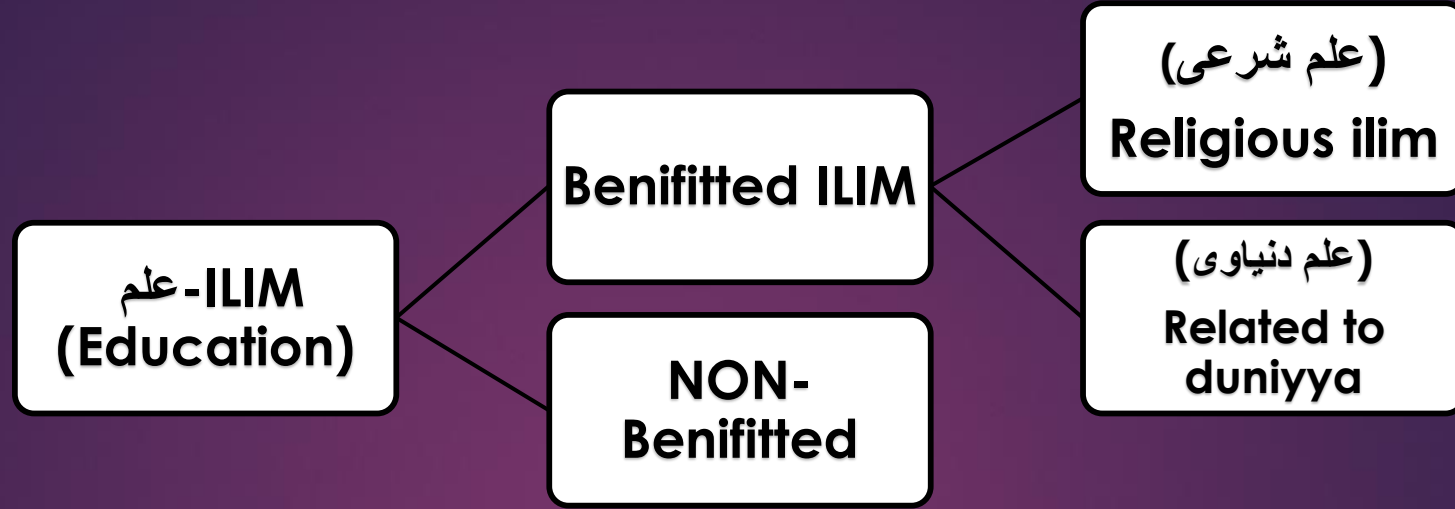 علم-ILIM
(Education)
Benifitted ILIM
NON-
Benifitted
(علم شرعی)
Religious ilim
(علم دنیاوی)
Related to
duniyya